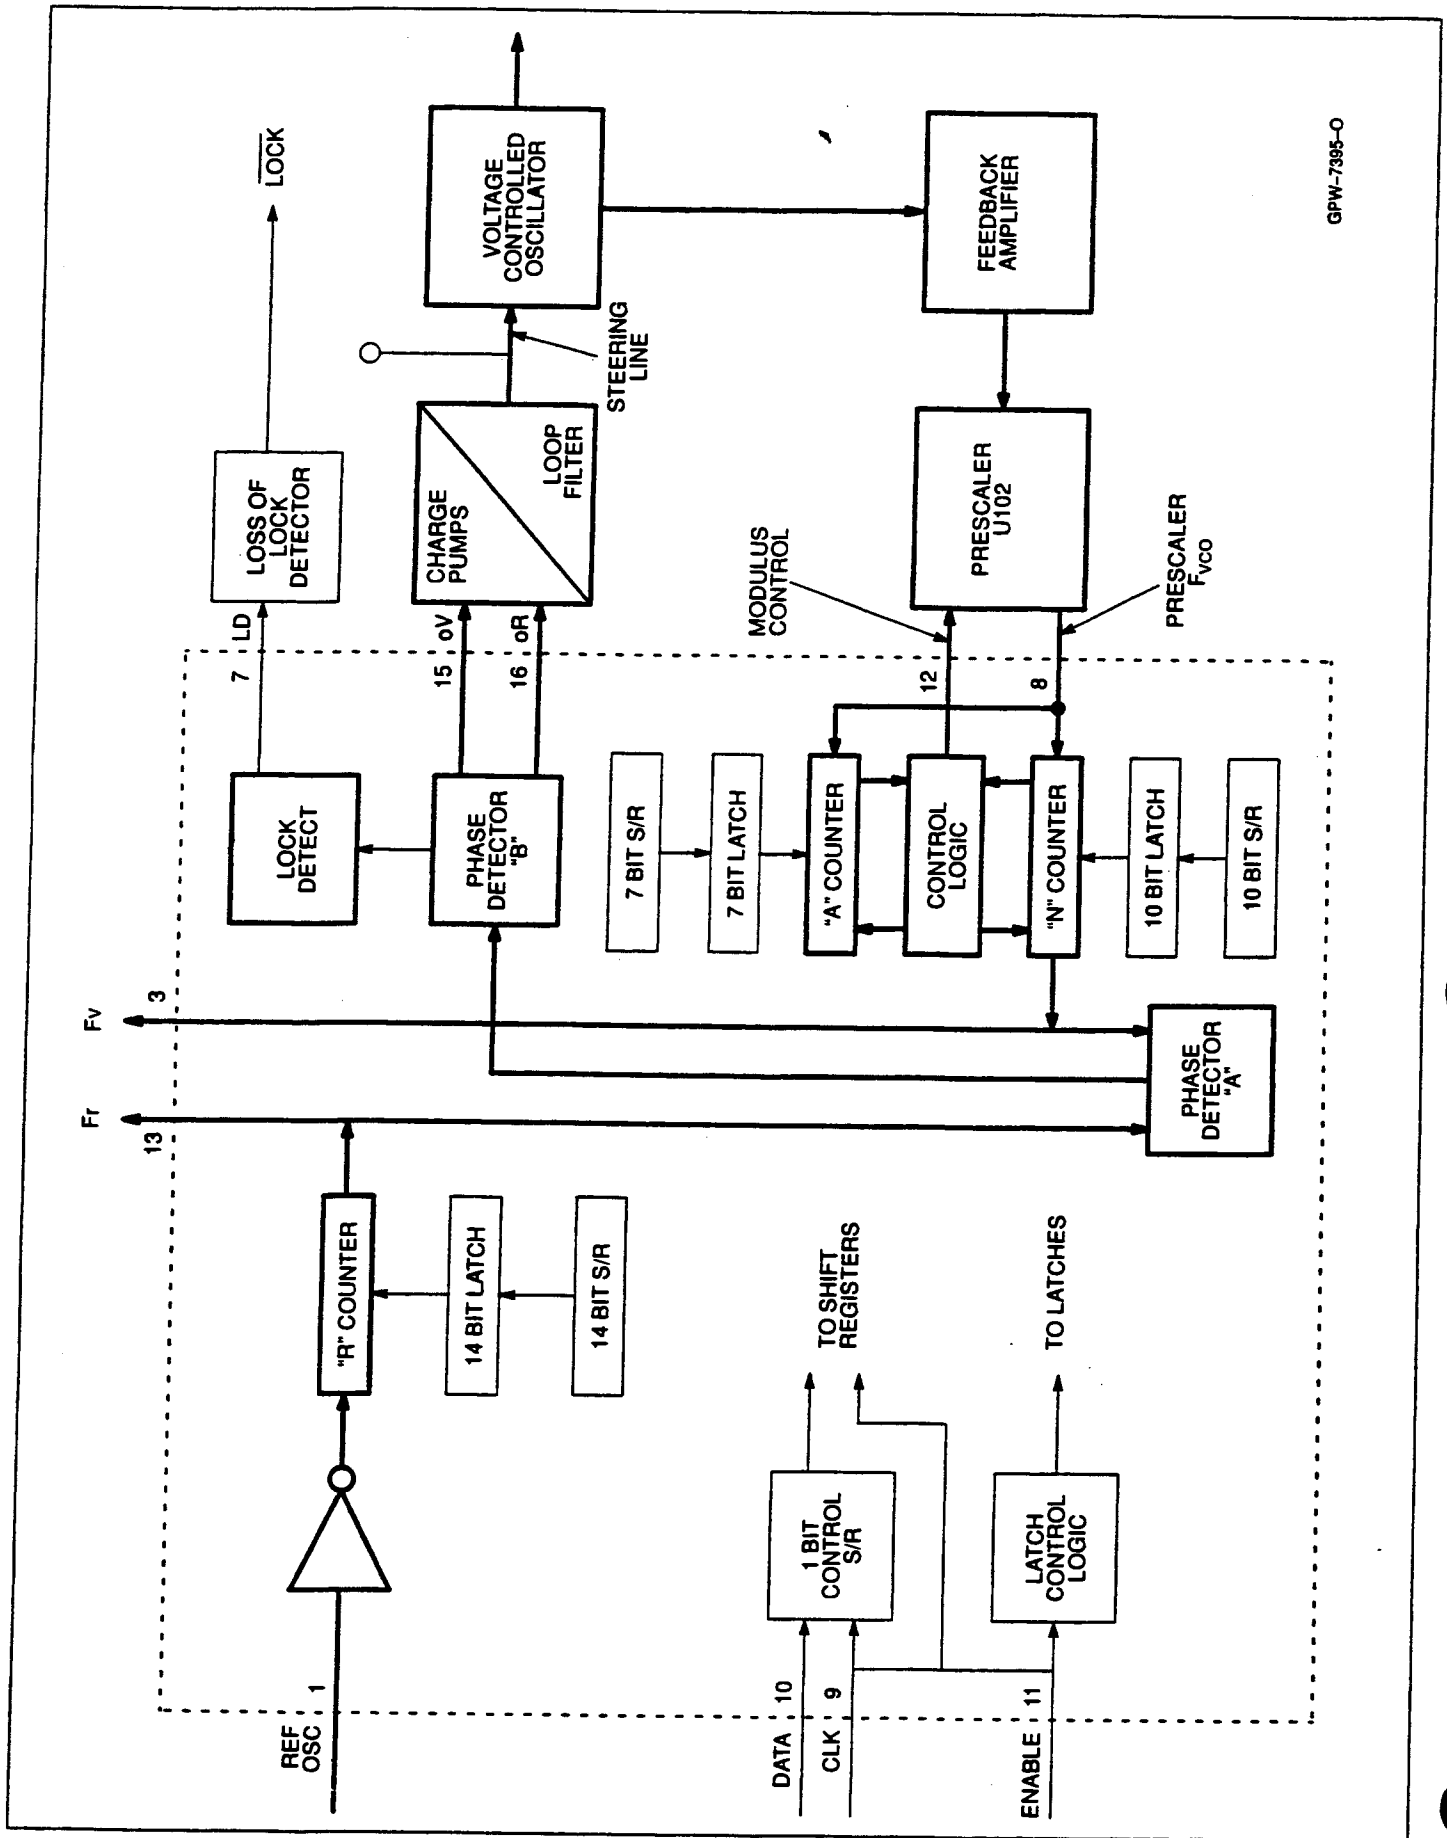 REF
OSC
1
"R" COUNTER
14 BIT LATCH
14 BIT S/R
Fr
13
Fv
3
LOCK
DETECT
7
LD
LOSS OF
LOCK
DETECTOR
LOCK
PHASE
DETECTOR
"B"
15
oV
16
oR
CHARGE
PUMPS
LOOP
FILTER
STEERING
LINE
VOLTAGE
CONTROLLED
OSCILLATOR
7 BIT S/R
7 BIT LATCH
"A" COUNTER
CONTROL
LOGIC
"N" COUNTER
10 BIT LATCH
10 BIT S/R
12
8
MODULUS
CONTROL
PRESCALER
U102
PRESCALER
FVCO
FEEDBACK
AMPLIFIER
PHASE
DETECTOR
"A"
DATA
10
CLK
9
ENABLE
11
1 BIT
CONTROL
S/R
TO SHIFT
REGISTERS
LATCH
CONTROL
LOGIC
TO LATCHES
GPW-7395-O